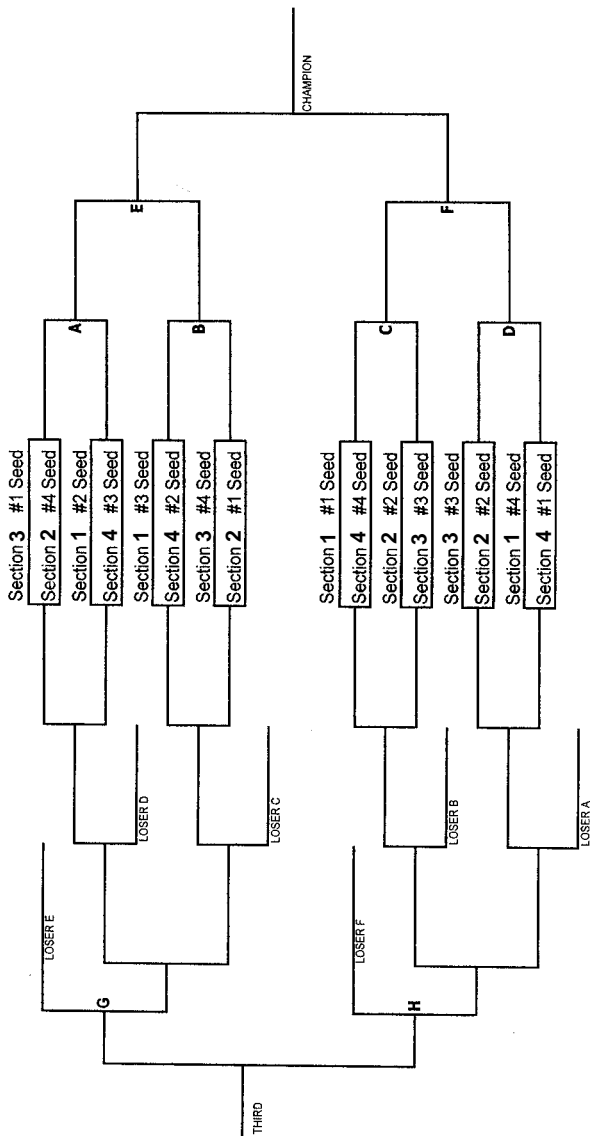 CHAMPION
E
F
A
B
C
D
Section 3 #1 Seed
Section 2 #4 Seed
Section 1 #2 Seed
Section 4 #3 Seed
Section 1 #3 Seed
Section 4 #2 Seed
Section 3 #4 Seed
Section 2 #1 Seed
Section 1 #1 Seed
Section 4 #4 Seed
Section 2 #2 Seed
Section 3 #3 Seed
Section 3 #3 Seed
Section 2 #2 Seed
Section 1 #4 Seed
Section 4 #1 Seed
LOSER D
LOSER C
LOSER B
LOSER A
LOSER E
LOSER F
G
H
THIRD